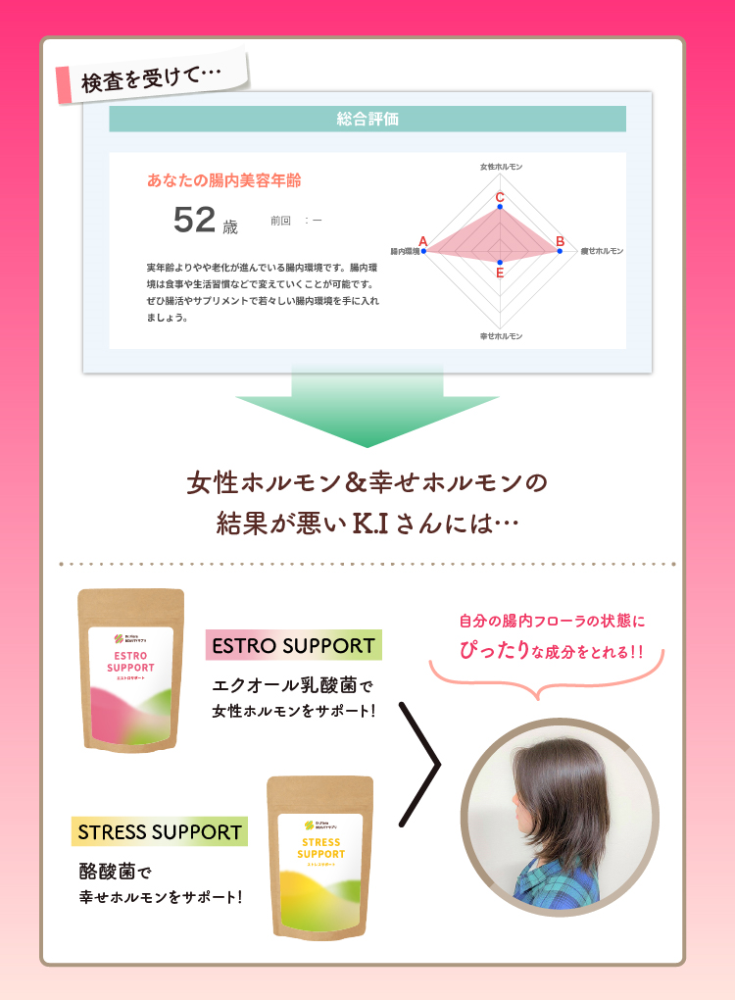 検査を受けて…
総合評価
あなたの腸内美容年齢
52 歳 前回 : ー
実年齢よりやや老化が進んでいる腸内環境です。腸内環
境は食事や生活習慣などで変えていくことが可能です。
ぜひ腸活やサプリメントで若々しい腸内環境を手に入れ
ましょう。
女性ホルモン
C
腸内環境 A
B 痩せホルモン
E
幸せホルモン
女性ホルモン&幸せホルモンの
結果が悪いK.Iさんには…
ESTRO
SUPPORT
エストロサポート
ESTRO SUPPORT
エクオール乳酸菌で
女性ホルモンをサポート!
自分の腸内フローラの状態に
ぴったりな成分をとれる!!
STRESS SUPPORT
酪酸菌で
幸せホルモンをサポート!
STRESS
SUPPORT
ストレスサポート